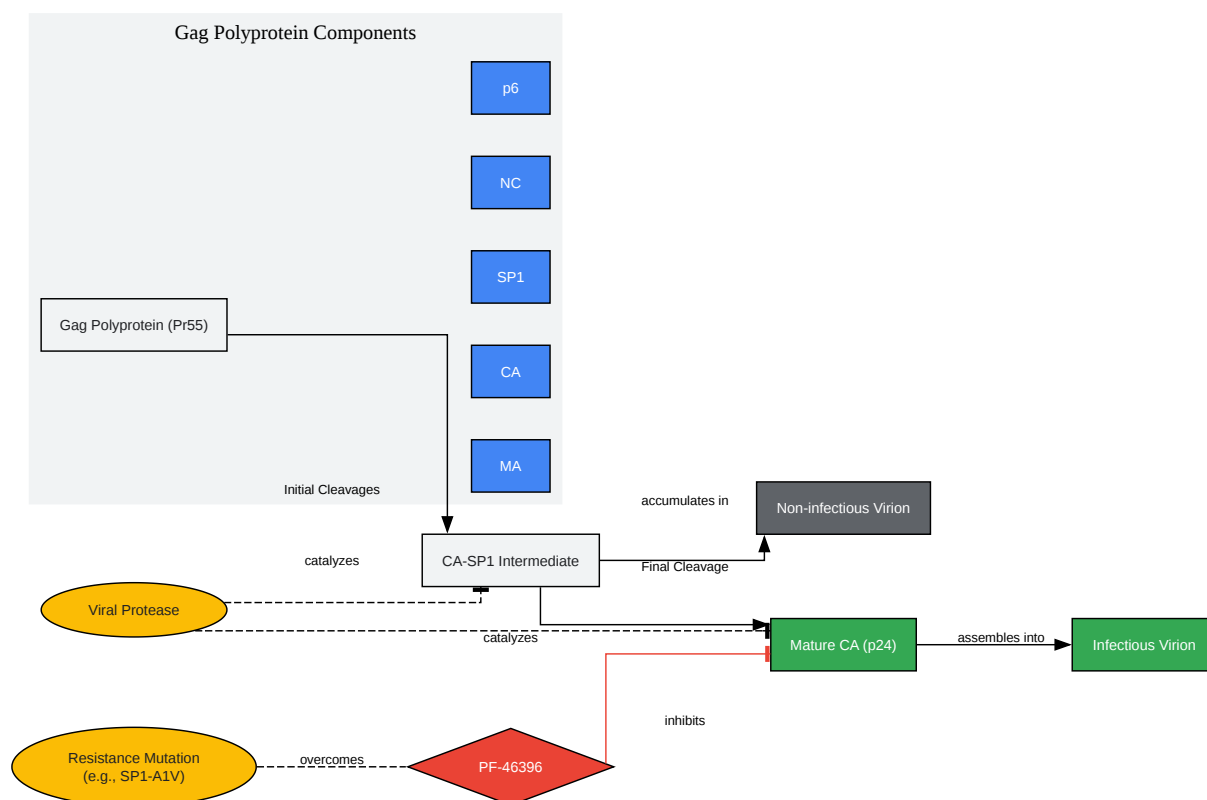 Gag Polyprotein Components
p6
NC
SP1
Gag Polyprotein (Pr55)
CA
MA
Initial Cleavages
accumulates in
Non-infectious Virion
catalyzes
CA-SP1 Intermediate
Final Cleavage
Viral Protease
catalyzes
Mature CA (p24)
assembles into
Infectious Virion
inhibits
Resistance Mutation
(e.g., SP1-A1V)
overcomes
PF-46396